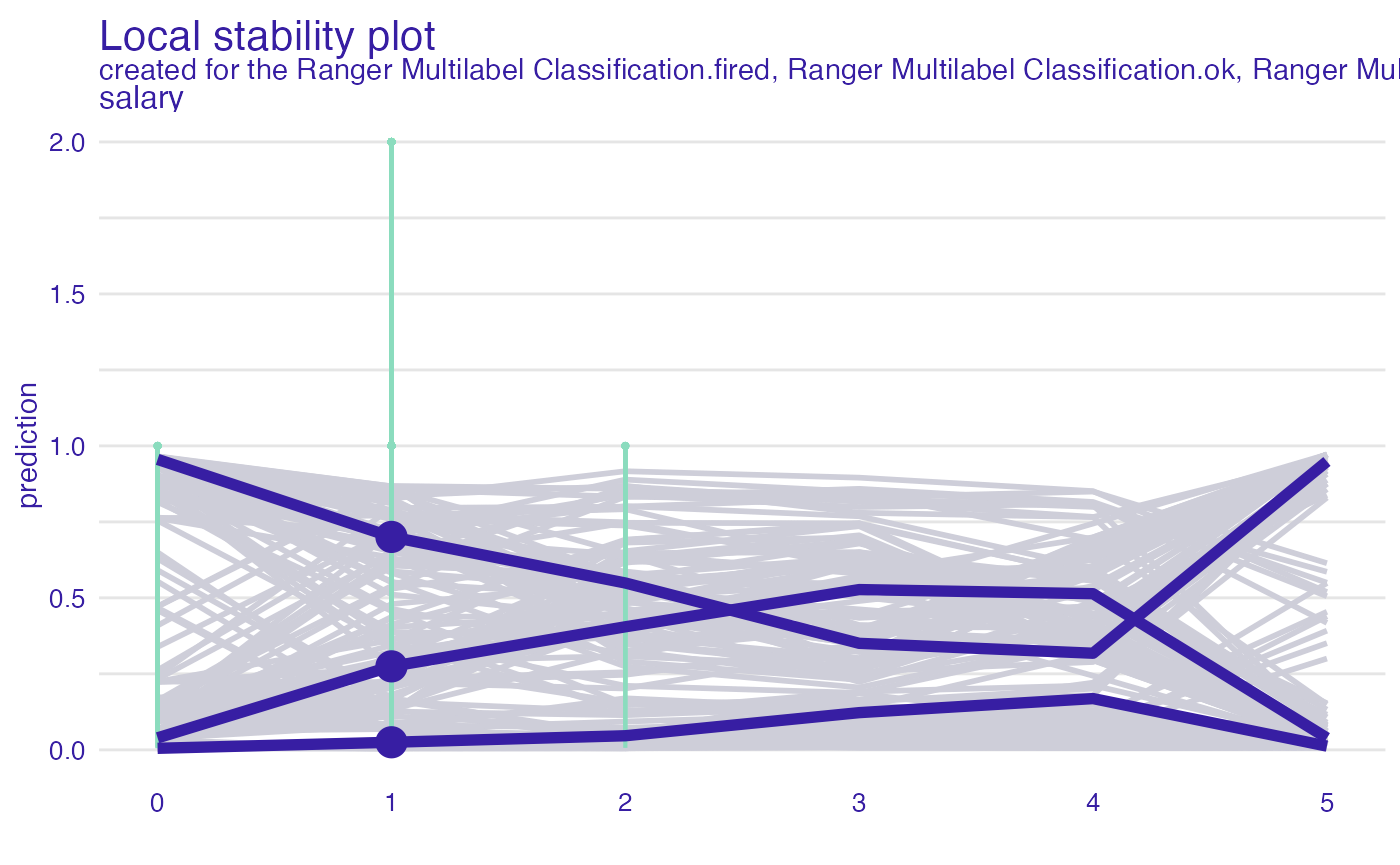 Local stability plot
created for the Ranger Multilabel Classification.fired, Ranger Multilabel Classification.ok, Ranger Mul
salary
2.0
1.5
1.0
0.5
0.0
prediction
0 1 2 3 4 5